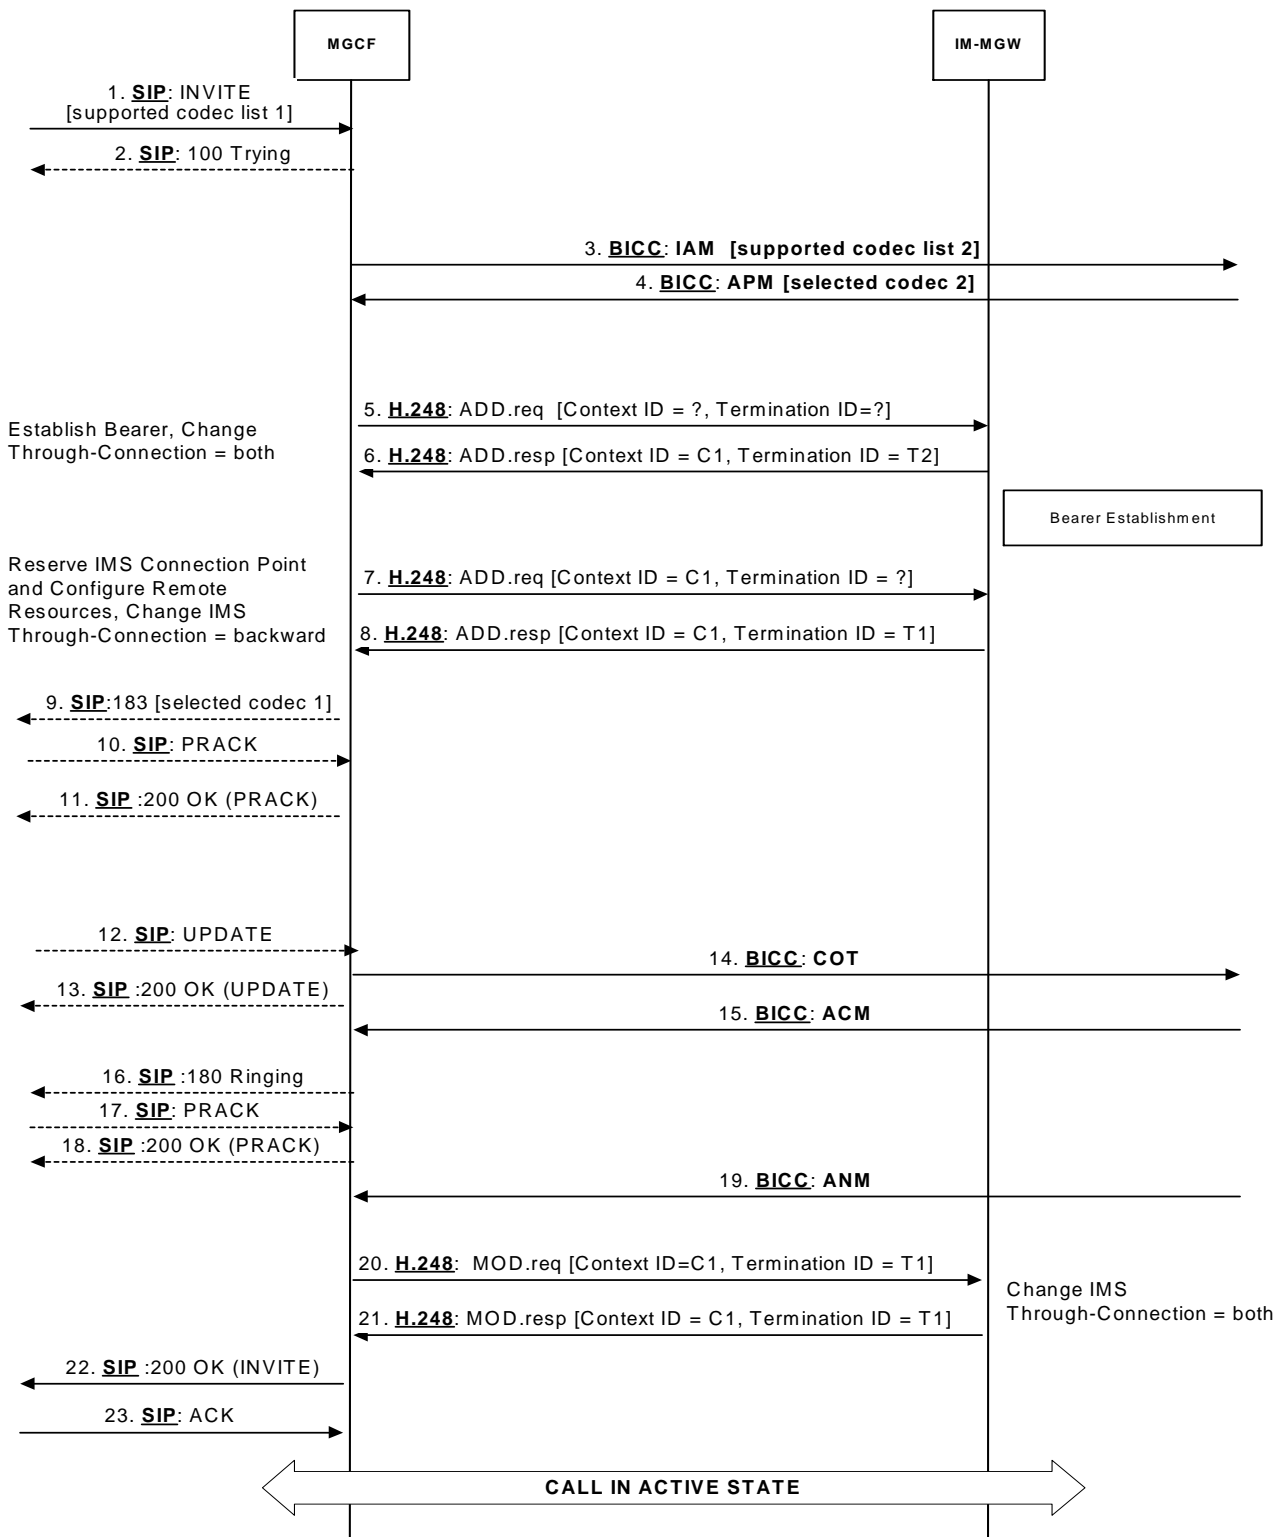 MGCF
IM-MGW
1. SIP: INVITE
[supported codec list 1]
2. SIP: 100 Trying
3. BICC: IAM [supported codec list 2]
4. BICC: APM [selected codec 2]
5. H.248: ADD.req [Context ID = ?, Termination ID=?]
Establish Bearer, Change
Through-Connection = both
6. H.248: ADD.resp [Context ID = C1, Termination ID = T2]
Bearer Establishment
Reserve IMS Connection Point
and Configure Remote
Resources, Change IMS
Through-Connection = backward
7. H.248: ADD.req [Context ID = C1, Termination ID = ?]
8. H.248: ADD.resp [Context ID = C1, Termination ID = T1]
9. SIP:183 [selected codec 1]
10. SIP: PRACK
11. SIP :200 OK (PRACK)
12. SIP: UPDATE
14. BICC: COT
13. SIP :200 OK (UPDATE)
15. BICC: ACM
16. SIP :180 Ringing
17. SIP: PRACK
18. SIP :200 OK (PRACK)
19. BICC: ANM
20. H.248: MOD.req [Context ID=C1, Termination ID = T1]
Change IMS
Through-Connection = both
21. H.248: MOD.resp [Context ID = C1, Termination ID = T1]
22. SIP :200 OK (INVITE)
23. SIP: ACK
CALL IN ACTIVE STATE